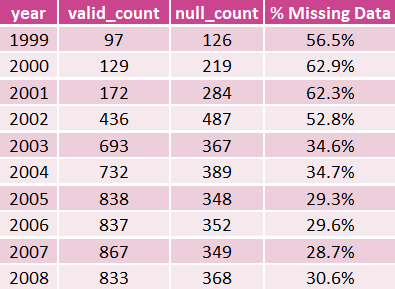 year valid_count null_count % Missing Data
1999 97 126 56.5%
2000 129 219 62.9%
2001 172 284 62.3%
2002 436 487 52.8%
2003 693 367 34.6%
2004 732 389 34.7%
2005 838 348 29.3%
2006 837 352 29.6%
2007 867 349 28.7%
2008 833 368 30.6%